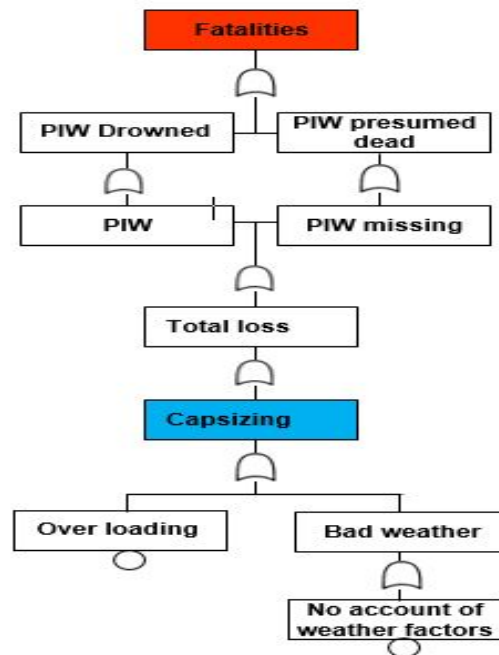 Fatalities
PIW Drowned
PIW presumed
dead
PIW
PIW missing
Total loss
Capsizing
Over loading
Bad weather
No account of
weather factors